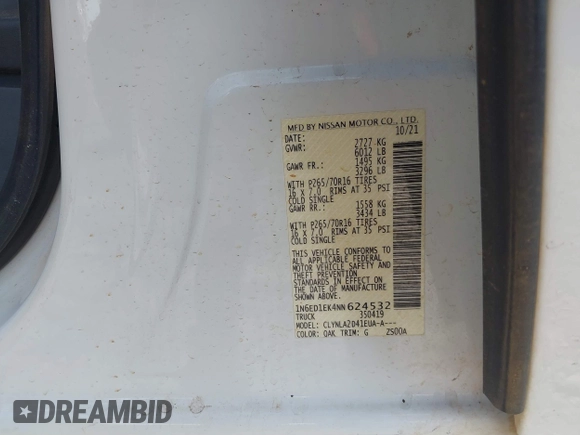 MFD BY NISSAN MOTOR CO., LTD.
DATE: 10/21
GVWR: 2727 KG
6012 LB
GAWR FR.: 1495 KG
3296 LB
WITH P265/70R16 TIRES
16 X 7.0 RIMS AT 35 PSI
COLD SINGLE
GAWR RR.: 1558 KG
3434 LB
WITH P265/70R16 TIRES
16 X 7.0 RIMS AT 35 PSI
COLD SINGLE
THIS VEHICLE CONFORMS TO
ALL APPLICABLE FEDERAL
MOTOR VEHICLE SAFETY AND
THEFT PREVENTION
STANDARDS IN EFFECT ON
THE DATE OF MANUFACTURE
1N6ED1EK4NN624532
TRUCK 350419
MODEL: CLYNLA2D41EUA-A---
COLOR: QAK TRIM: G ZS00A
DREAMBID